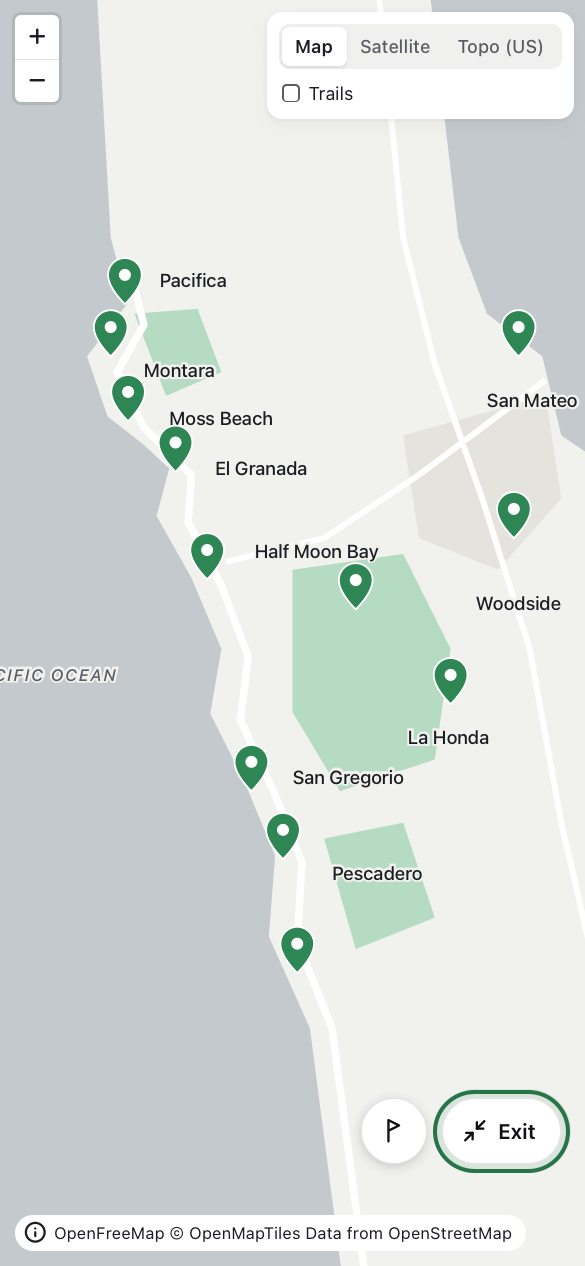 +
−
Map Satellite Topo (US)
Trails
Pacifica
Montara
San Mateo
Moss Beach
El Granada
Half Moon Bay
Woodside
CIFIC OCEAN
La Honda
San Gregorio
Pescadero
Exit
OpenFreeMap © OpenMapTiles Data from OpenStreetMap